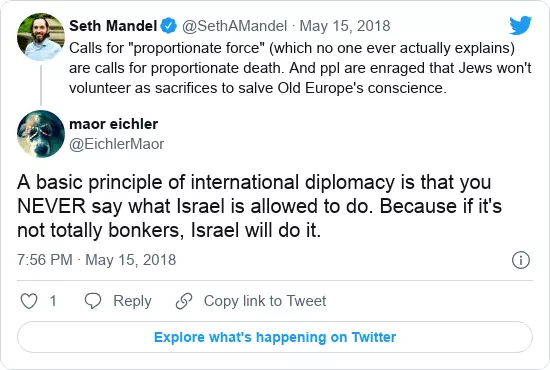 Seth Mandel @SethAMandel · May 15, 2018
Calls for "proportionate force" (which no one ever actually explains)
are calls for proportionate death. And ppl are enraged that Jews won't
volunteer as sacrifices to salve Old Europe's conscience.
maor eichler
@EichlerMaor
A basic principle of international diplomacy is that you
NEVER say what Israel is allowed to do. Because if it's
not totally bonkers, Israel will do it.
7:56 PM · May 15, 2018
1 Reply Copy link to Tweet
Explore what's happening on Twitter